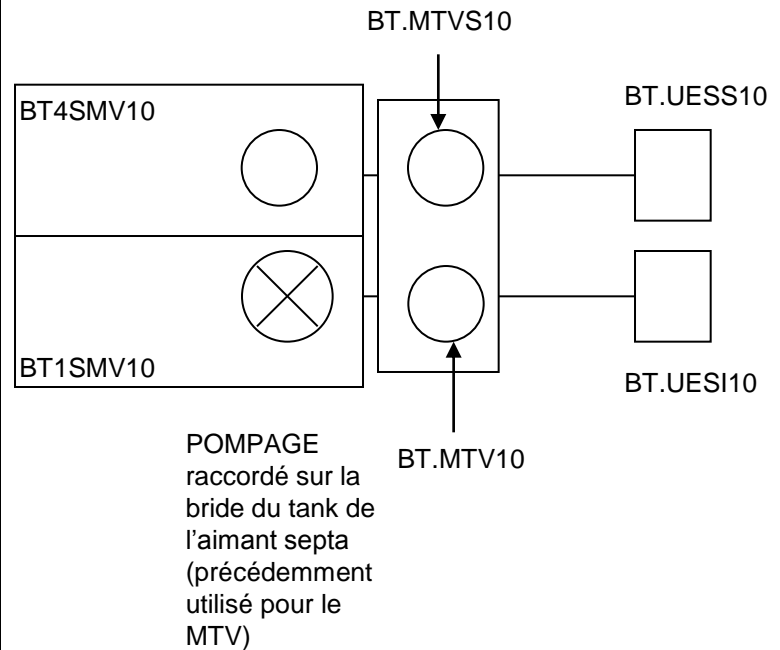 BT.MTVS10
BT4SMV10
BT.UESS10
BT1SMV10
BT.UESI10
BT.MTV10
POMPAGE
raccordé sur la
bride du tank de
l’aimant septa
(précédemment
utilisé pour le
MTV)